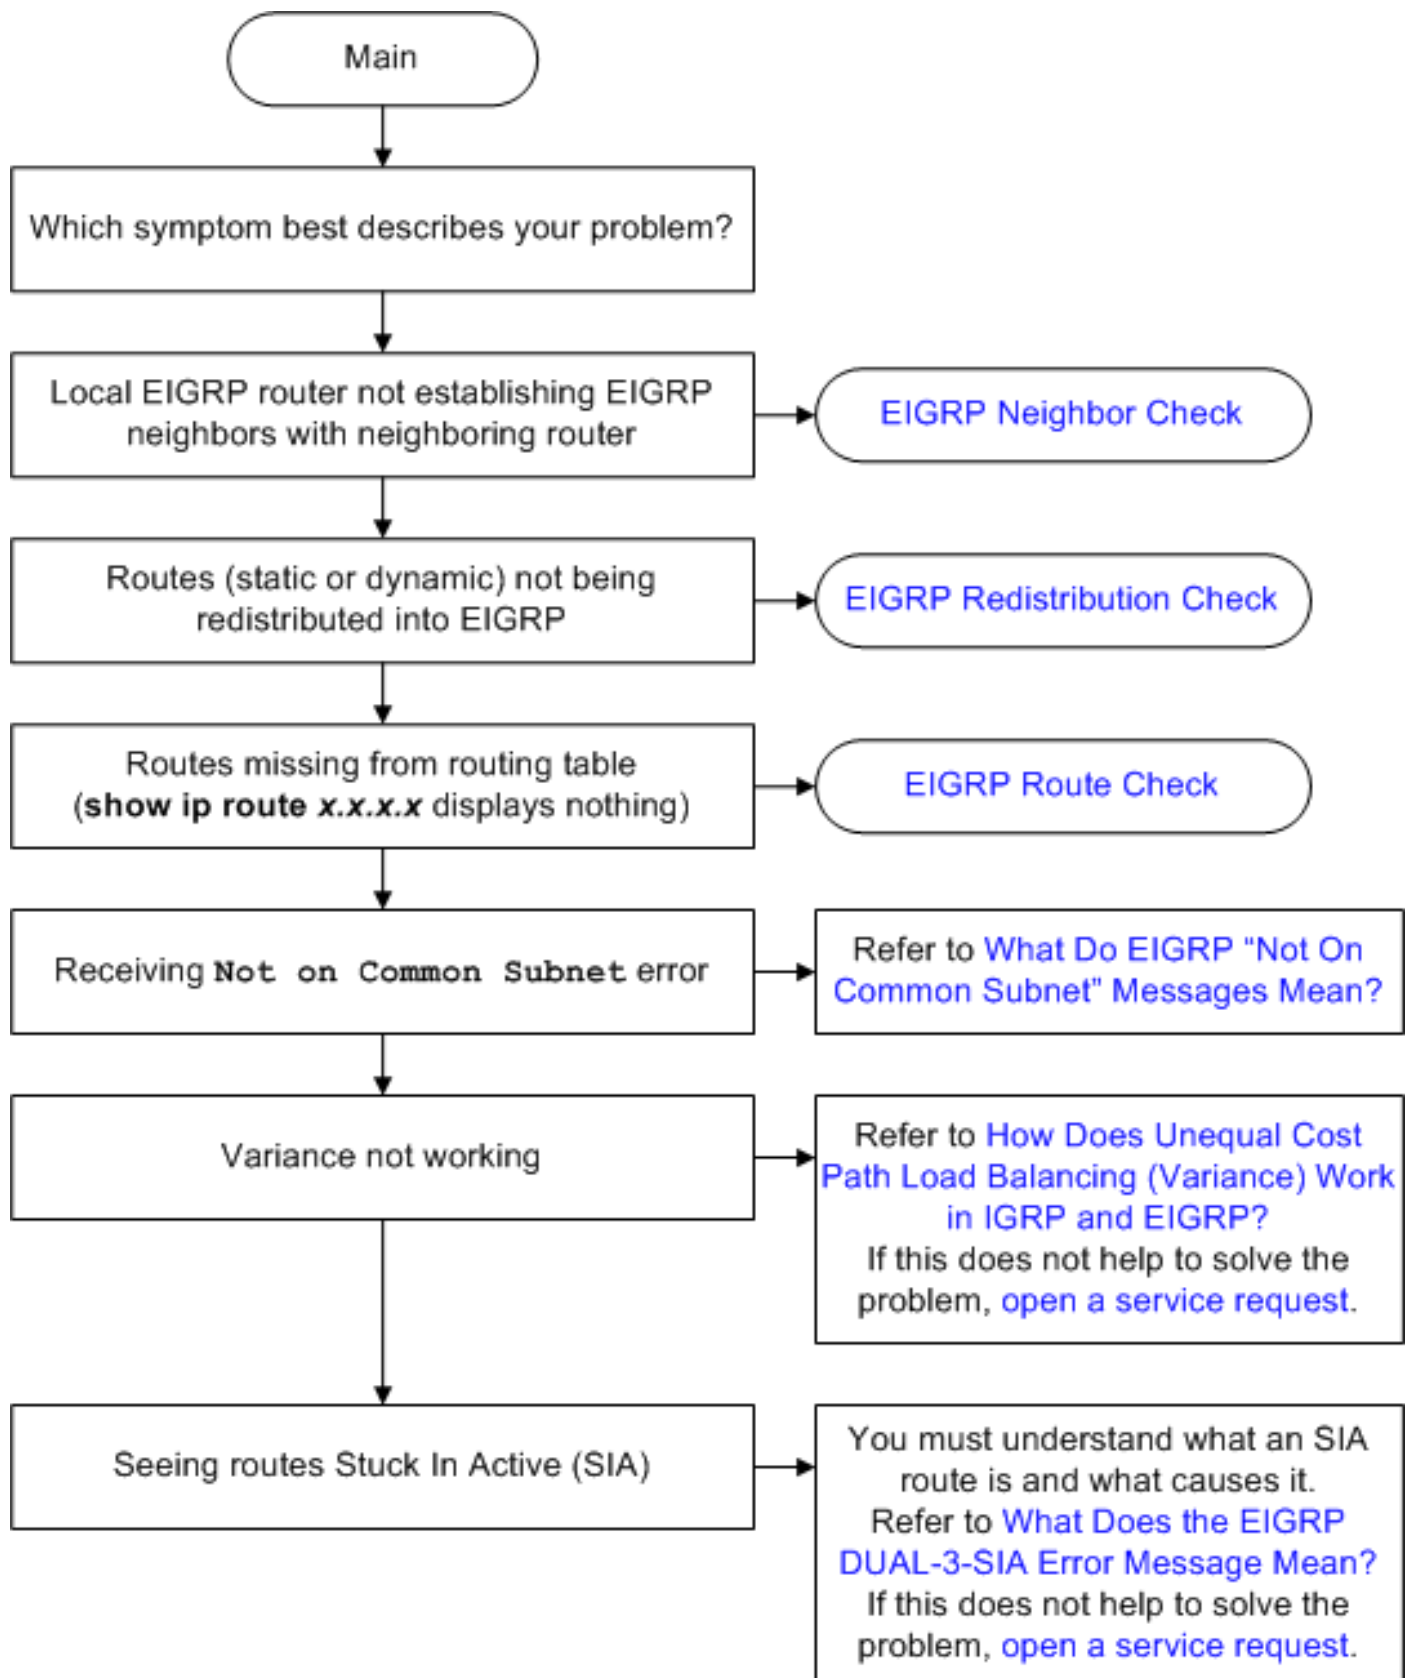 Main
Which symptom best describes your problem?
Local EIGRP router not establishing EIGRP
neighbors with neighboring router
EIGRP Neighbor Check
Routes (static or dynamic) not being
redistributed into EIGRP
EIGRP Redistribution Check
Routes missing from routing table
(show ip route x.x.x.x displays nothing)
EIGRP Route Check
Receiving Not on Common Subnet error
Refer to What Do EIGRP “Not On
Common Subnet” Messages Mean?
Variance not working
Refer to How Does Unequal Cost
Path Load Balancing (Variance) Work
in IGRP and EIGRP?
If this does not help to solve the
problem, open a service request.
Seeing routes Stuck In Active (SIA)
You must understand what an SIA
route is and what causes it.
Refer to What Does the EIGRP
DUAL-3-SIA Error Message Mean?
If this does not help to solve the
problem, open a service request.